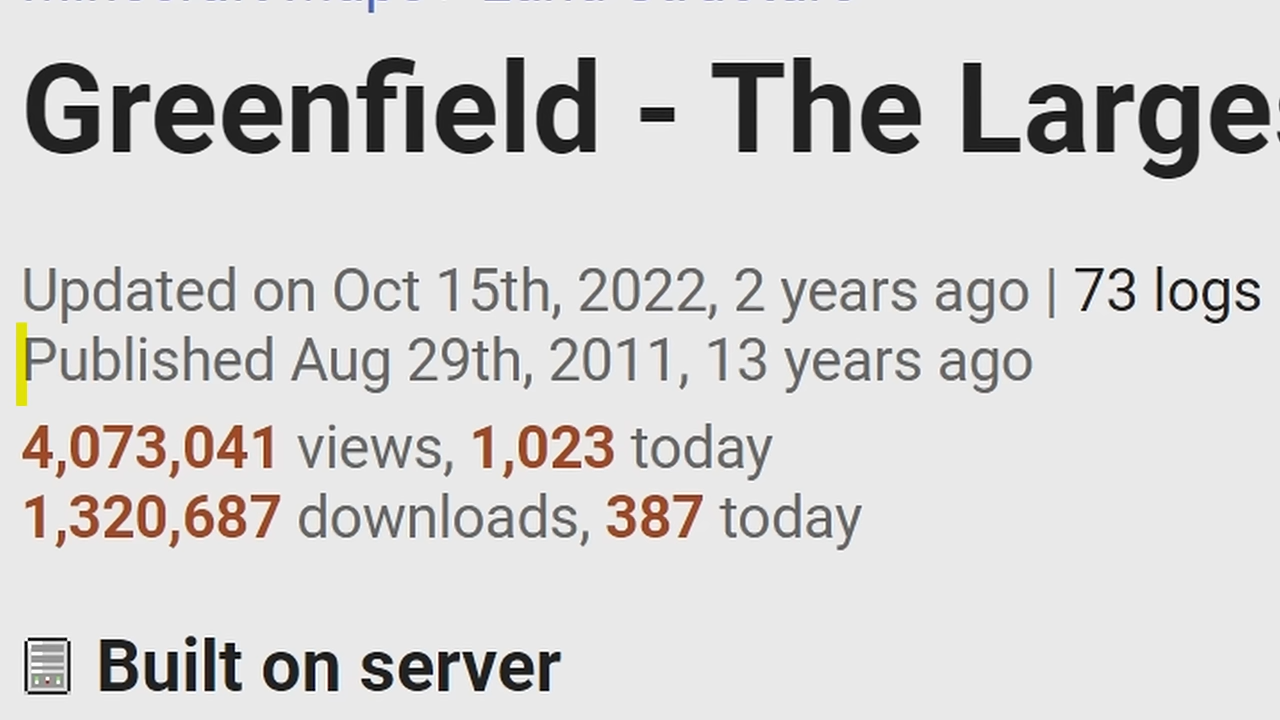 Greenfield - The Larges
Updated on Oct 15th, 2022, 2 years ago | 73 logs
Published Aug 29th, 2011, 13 years ago
4,073,041 views, 1,023 today
1,320,687 downloads, 387 today
Built on server